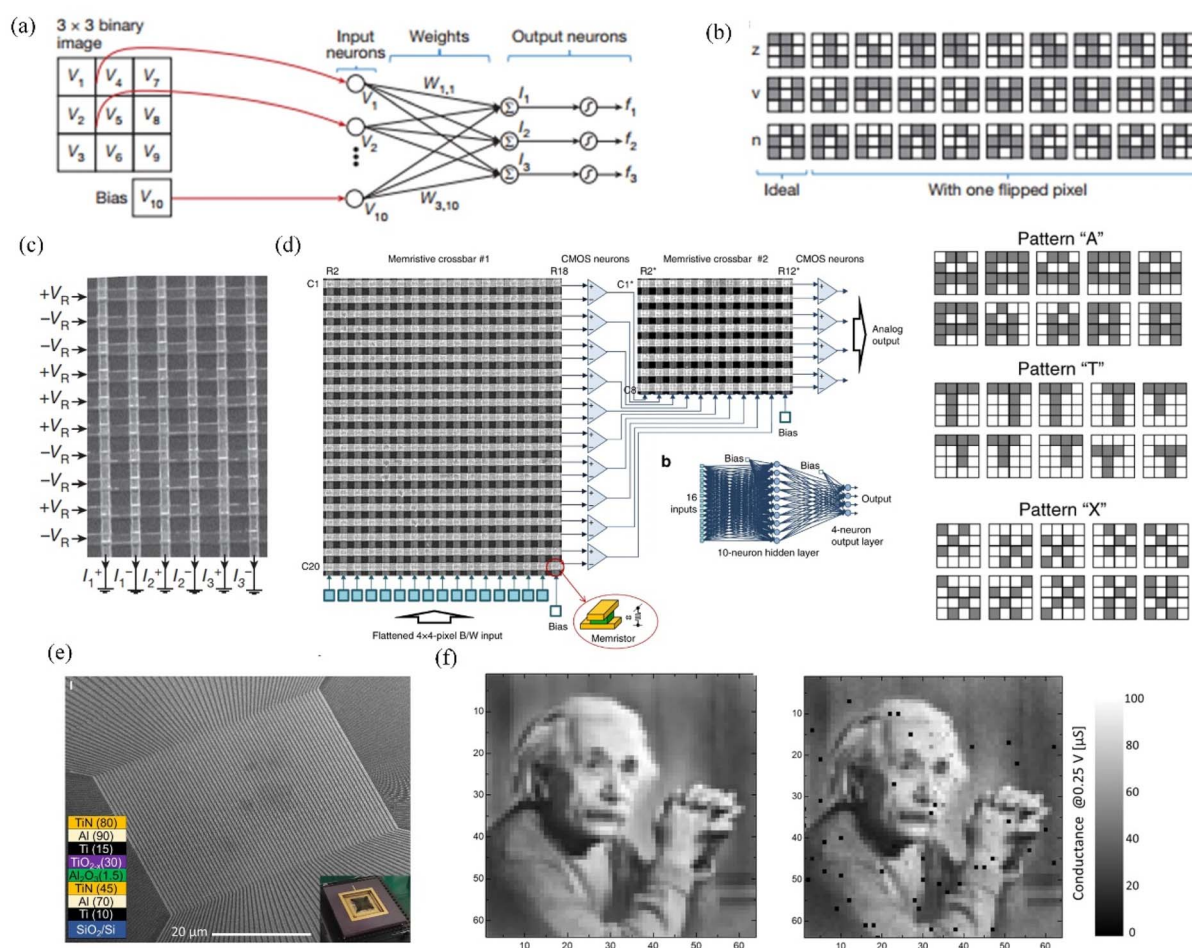 (a)
3 × 3 binary
image
V1 V4 V7
V2 V5 V8
V3 V6 V9
Bias V10
Input
neurons
Weights
Output neurons
V1
V2
V10
W1,1
W3,10
I1
I2
I3
f1
f2
f3
(b)
z
v
n
Ideal
With one flipped pixel
(c)
+VR
−VR
−VR
+VR
+VR
+VR
−VR
−VR
+VR
−VR
I1+ I1− I2+ I2− I3+ I3−
(d)
Memristive crossbar #1
CMOS neurons
Memristive crossbar #2
CMOS neurons
R2
R18
R2*
R12*
C1
C1*
C8
C20
Analog
output
Bias
Bias
Memristor
Flattened 4×4-pixel B/W input
b
Bias
Bias
16
inputs
Output
4-neuron
output layer
10-neuron hidden layer
Pattern “A”
Pattern “T”
Pattern “X”
(e)
TiN (80)
Al (90)
Ti (15)
TiO2-x(30)
Al2O3(1.5)
TiN (45)
Al (70)
Ti (10)
SiO2/Si
20 μm
(f)
10
20
30
40
50
60
10 20 30 40 50 60
10
20
30
40
50
60
10 20 30 40 50 60
100
80
60
40
20
0
Conductance @0.25 V [μS]